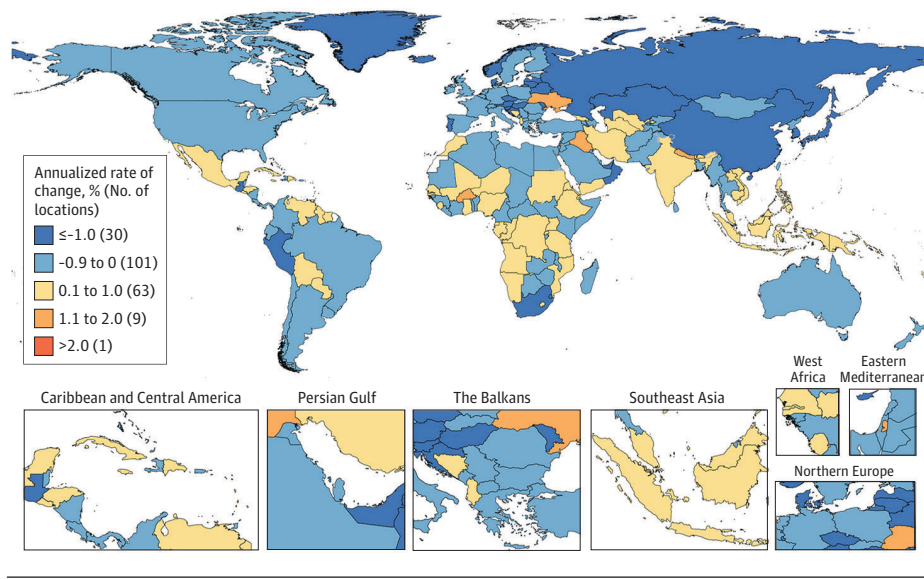 Annualized rate of
change, % (No. of
locations)
≤-1.0 (30)
-0.9 to 0 (101)
0.1 to 1.0 (63)
1.1 to 2.0 (9)
>2.0 (1)
West
Africa
Eastern
Mediterranean
Caribbean and Central America
Persian Gulf
The Balkans
Southeast Asia
Northern Europe